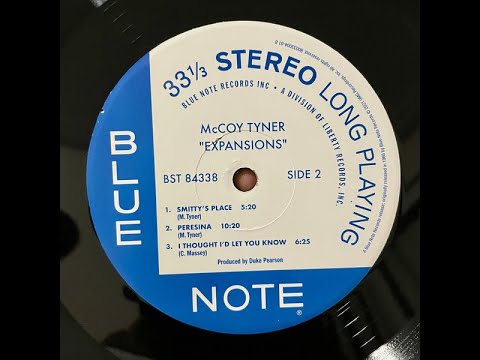 33 1/3 STEREO LONG PLAYING
BLUE NOTE RECORDS INC • A DIVISION OF LIBERTY RECORDS, INC.
McCOY TYNER
"EXPANSIONS"
BST 84338 SIDE 2
1. SMITTY'S PLACE 5:20
(M. Tyner)
2. PERESINA 10:20
(M. Tyner)
3. I THOUGHT I'D LET YOU KNOW 6:25
(C. Massey)
Produced by Duke Pearson
BLUE
NOTE®